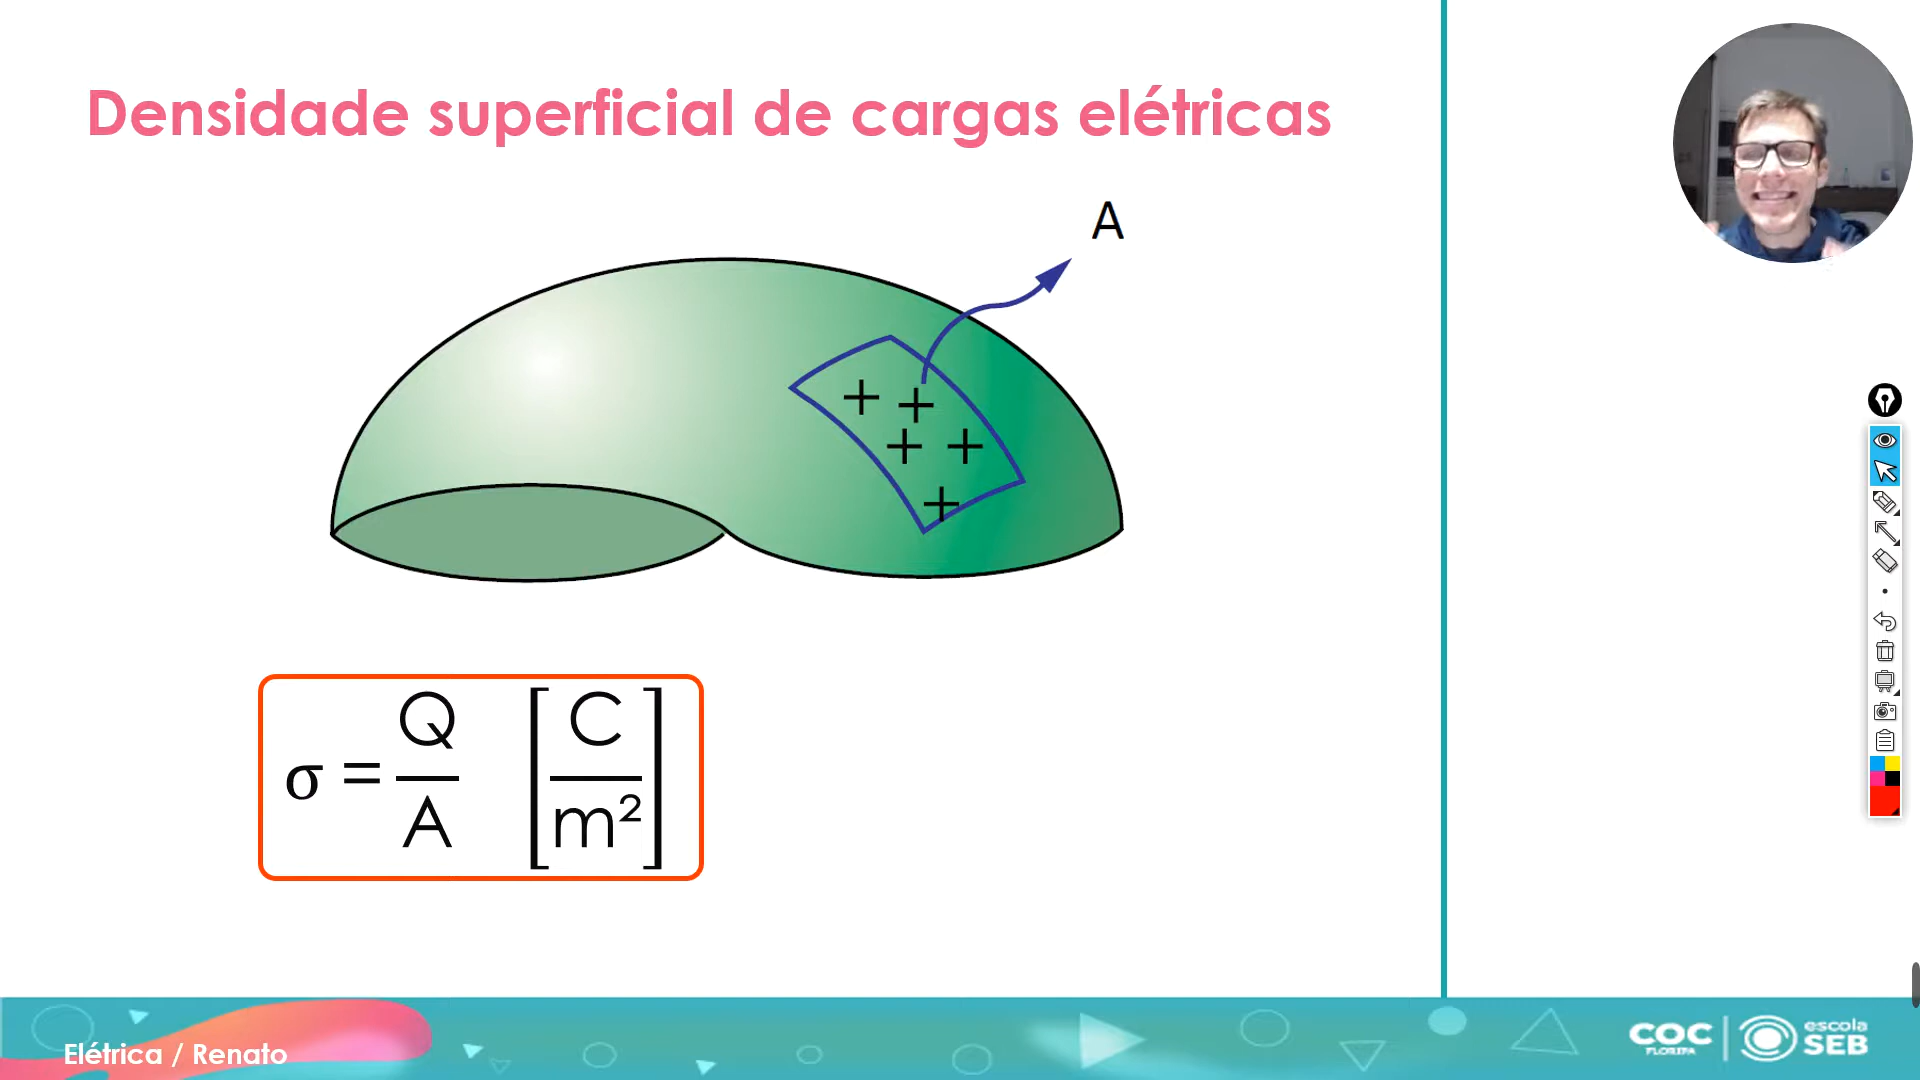 Densidade superficial de cargas elétricas
A
+ +
+ +
+
σ = Q/A [C/m²]
Elétrica / Renato
COC
FLORIPA
escola
SEB